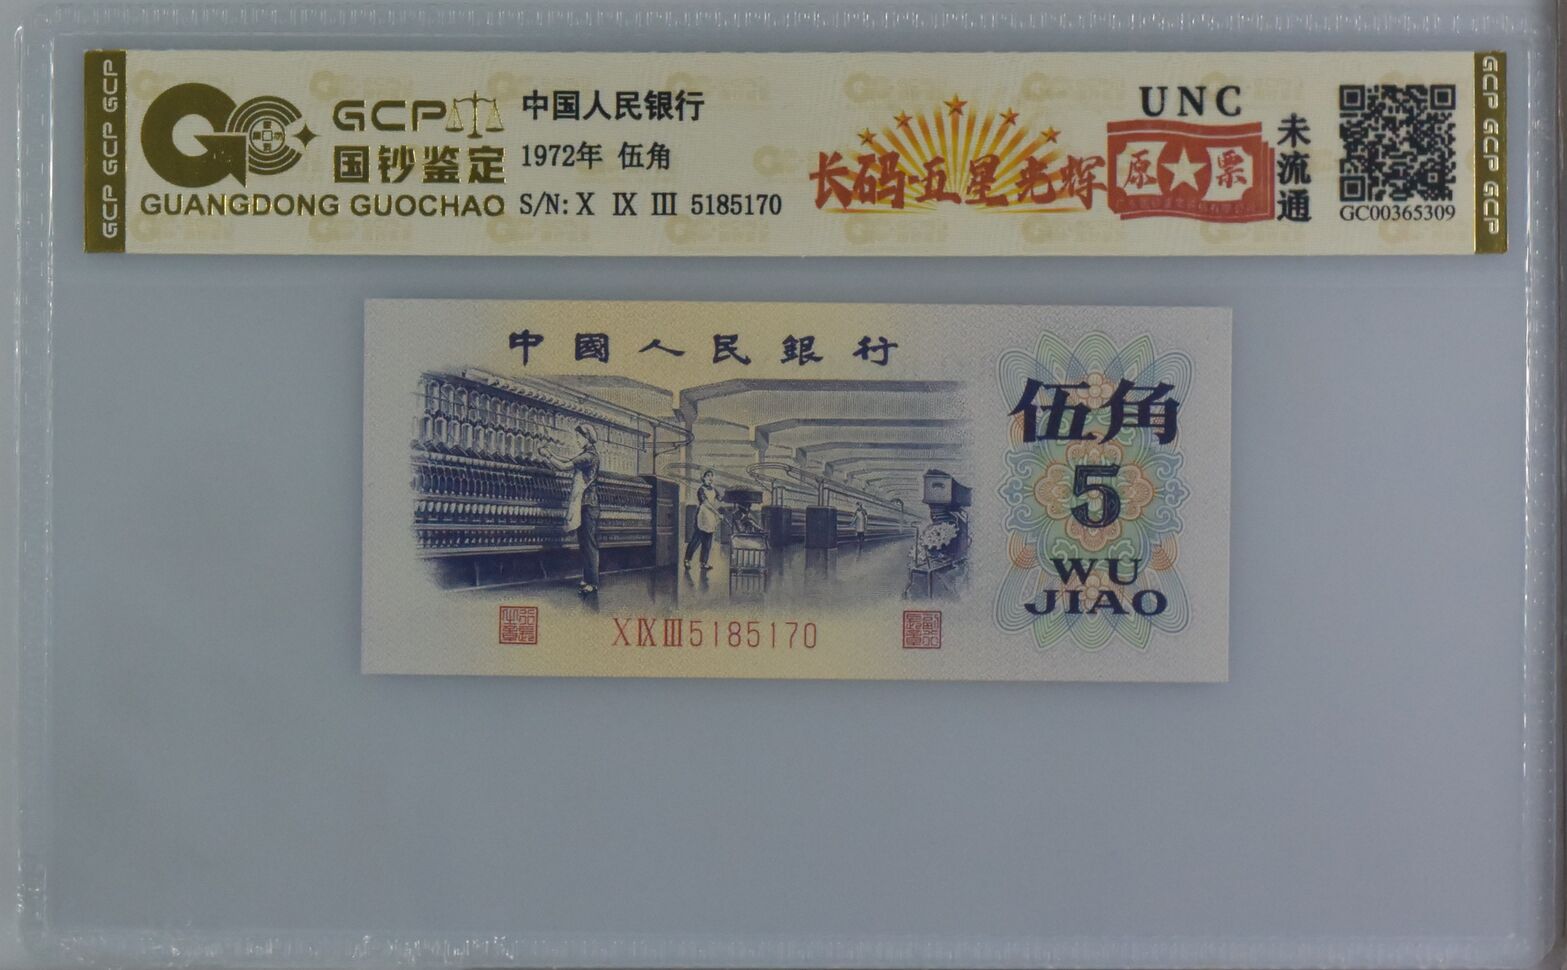 GCP GCP GCP
GCP
国钞鉴定
GUANGDONG GUOCHAO
中国人民银行
1972年 伍角
S/N: X IX III 5185170
长码·五星光辉
UNC
原★票
未流通
GC00365309
GCP GCP GCP
中國人民銀行
伍角
5
WU
JIAO
X IX III 5185170